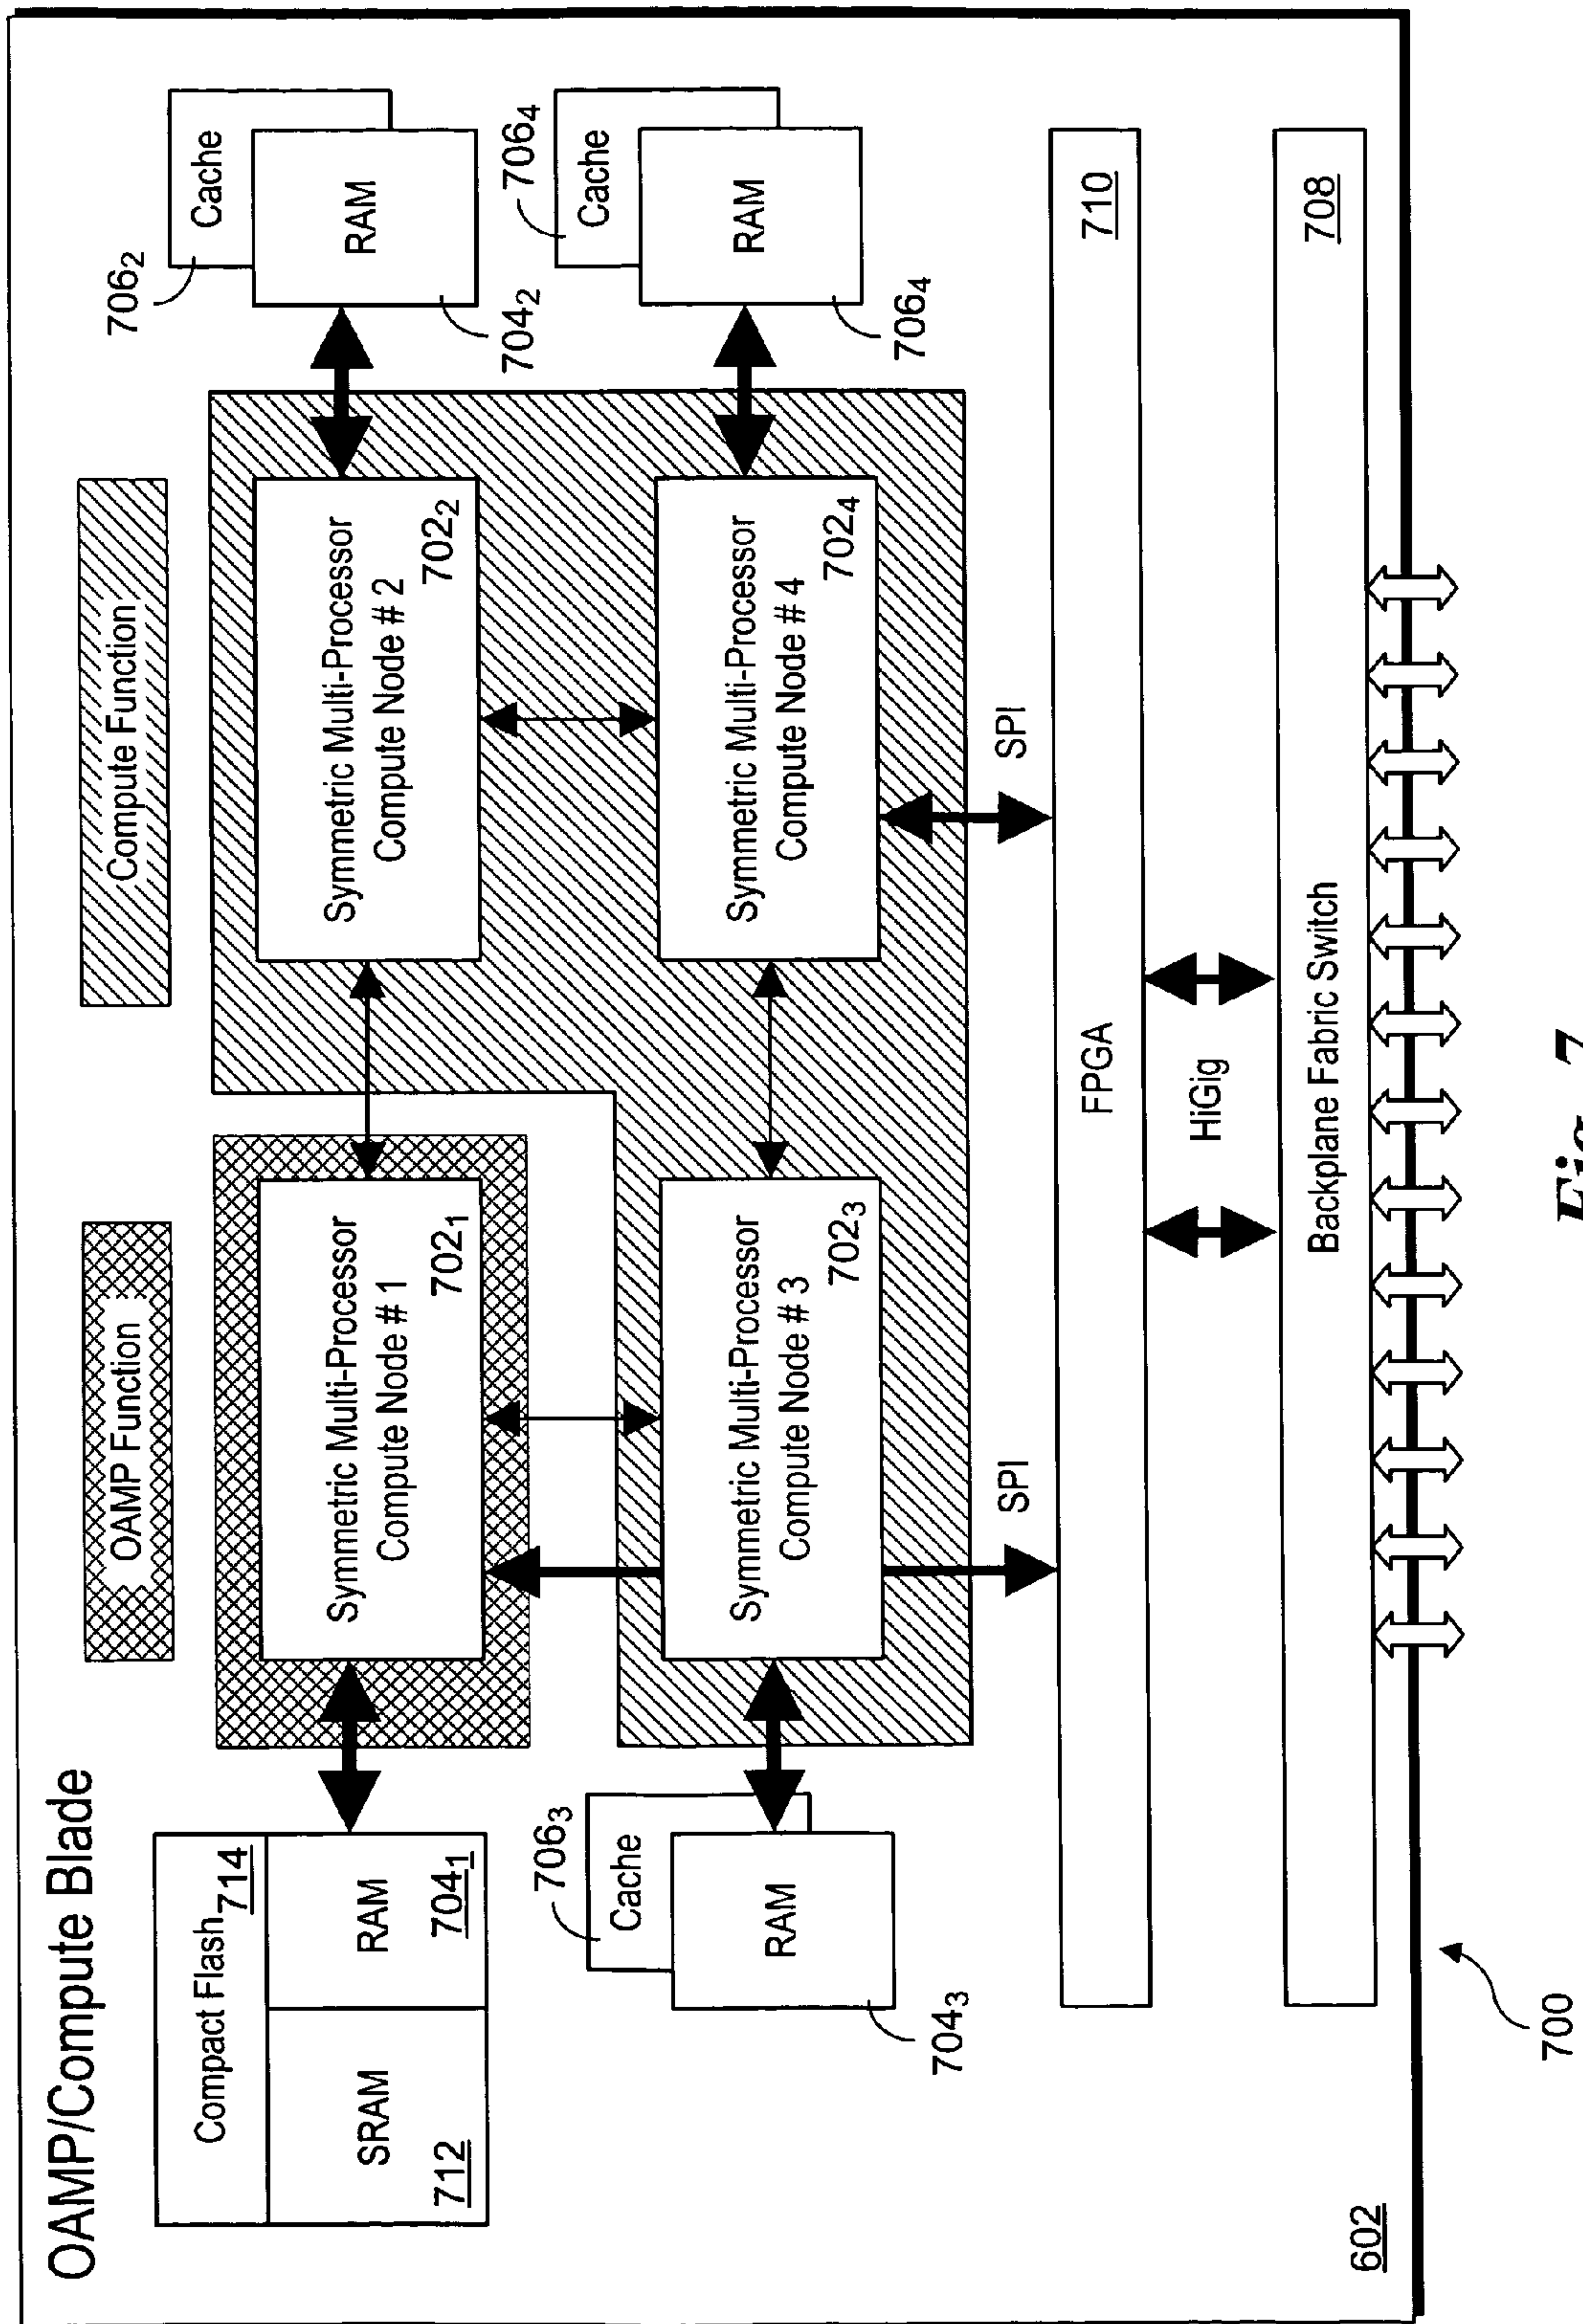 OAMP/Compute Blade
OAMP Function
Compute Function
Compact Flash
714
SRAM
712
RAM
704₁
Symmetric Multi-Processor
Compute Node # 1
702₁
Symmetric Multi-Processor
Compute Node # 2
702₂
706₂
Cache
RAM
704₂
706₃
Cache
RAM
704₃
Symmetric Multi-Processor
Compute Node # 3
702₃
Symmetric Multi-Processor
Compute Node # 4
702₄
706₄
Cache
RAM
706₄
SPI
SPI
FPGA
710
HiGig
Backplane Fabric Switch
708
602
700
Fig. 7